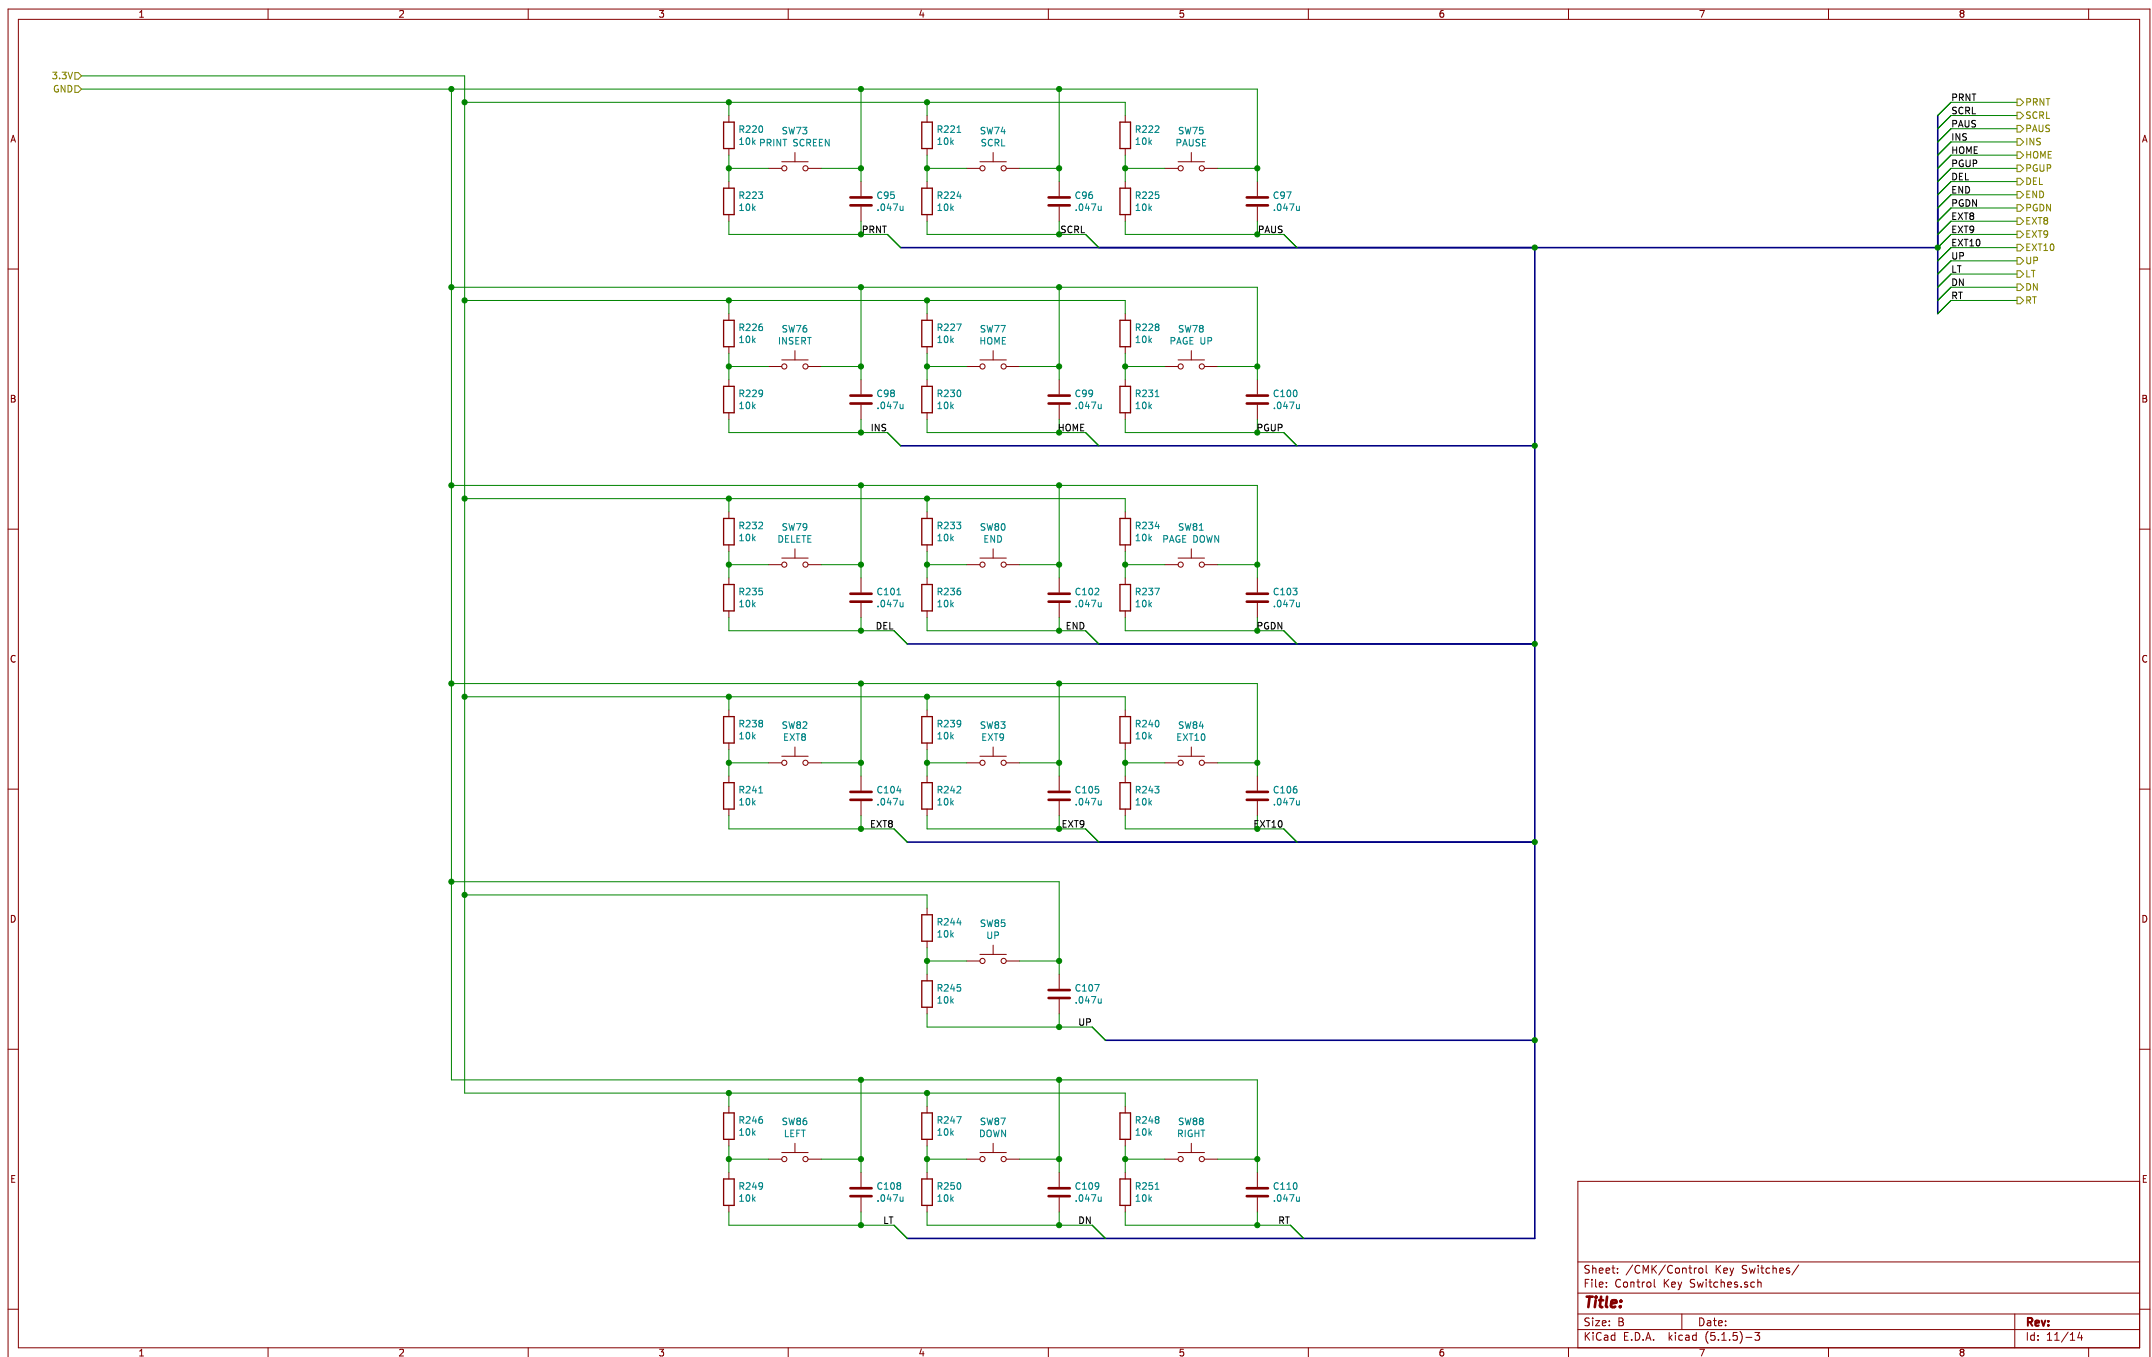 1 2 3 4 5 6 7 8
3.3V
GND
A A
R220
10k
SW73
PRINT SCREEN
R221
10k
SW74
SCRL
R222
10k
SW75
PAUSE
R223
10k
C95
.047u
R224
10k
C96
.047u
R225
10k
C97
.047u
PRNT SCRL PAUS
PRNT PRNT
SCRL SCRL
PAUS PAUS
INS INS
HOME HOME
PGUP PGUP
DEL DEL
END END
PGDN PGDN
EXT8 EXT8
EXT9 EXT9
EXT10 EXT10
UP UP
LT LT
DN DN
RT RT
R226
10k
SW76
INSERT
R227
10k
SW77
HOME
R228
10k
SW78
PAGE UP
B B
R229
10k
C98
.047u
R230
10k
C99
.047u
R231
10k
C100
.047u
INS HOME PGUP
R232
10k
SW79
DELETE
R233
10k
SW80
END
R234
10k
SW81
PAGE DOWN
R235
10k
C101
.047u
R236
10k
C102
.047u
R237
10k
C103
.047u
DEL END PGDN
C C
R238
10k
SW82
EXT8
R239
10k
SW83
EXT9
R240
10k
SW84
EXT10
R241
10k
C104
.047u
R242
10k
C105
.047u
R243
10k
C106
.047u
EXT8 EXT9 EXT10
D D
R244
10k
SW85
UP
R245
10k
C107
.047u
UP
R246
10k
SW86
LEFT
R247
10k
SW87
DOWN
R248
10k
SW88
RIGHT
E E
R249
10k
C108
.047u
R250
10k
C109
.047u
R251
10k
C110
.047u
LT DN RT
Sheet: /CMK/Control Key Switches/
File: Control Key Switches.sch
Title:
Size: B Date: Rev:
KiCad E.D.A. kicad (5.1.5)-3 Id: 11/14
1 2 3 4 5 6 7 8